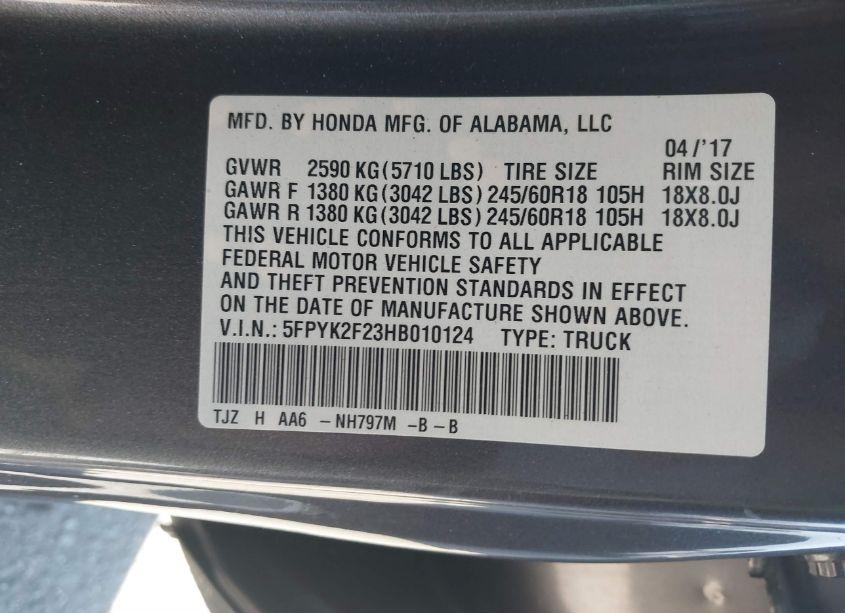 MFD. BY HONDA MFG. OF ALABAMA, LLC
04/'17
GVWR 2590 KG(5710 LBS) TIRE SIZE RIM SIZE
GAWR F 1380 KG(3042 LBS) 245/60R18 105H 18X8.0J
GAWR R 1380 KG(3042 LBS) 245/60R18 105H 18X8.0J
THIS VEHICLE CONFORMS TO ALL APPLICABLE
FEDERAL MOTOR VEHICLE SAFETY
AND THEFT PREVENTION STANDARDS IN EFFECT
ON THE DATE OF MANUFACTURE SHOWN ABOVE.
V.I.N.: 5FPYK2F23HB010124 TYPE: TRUCK
TJZ H AA6 – NH797M –B – B